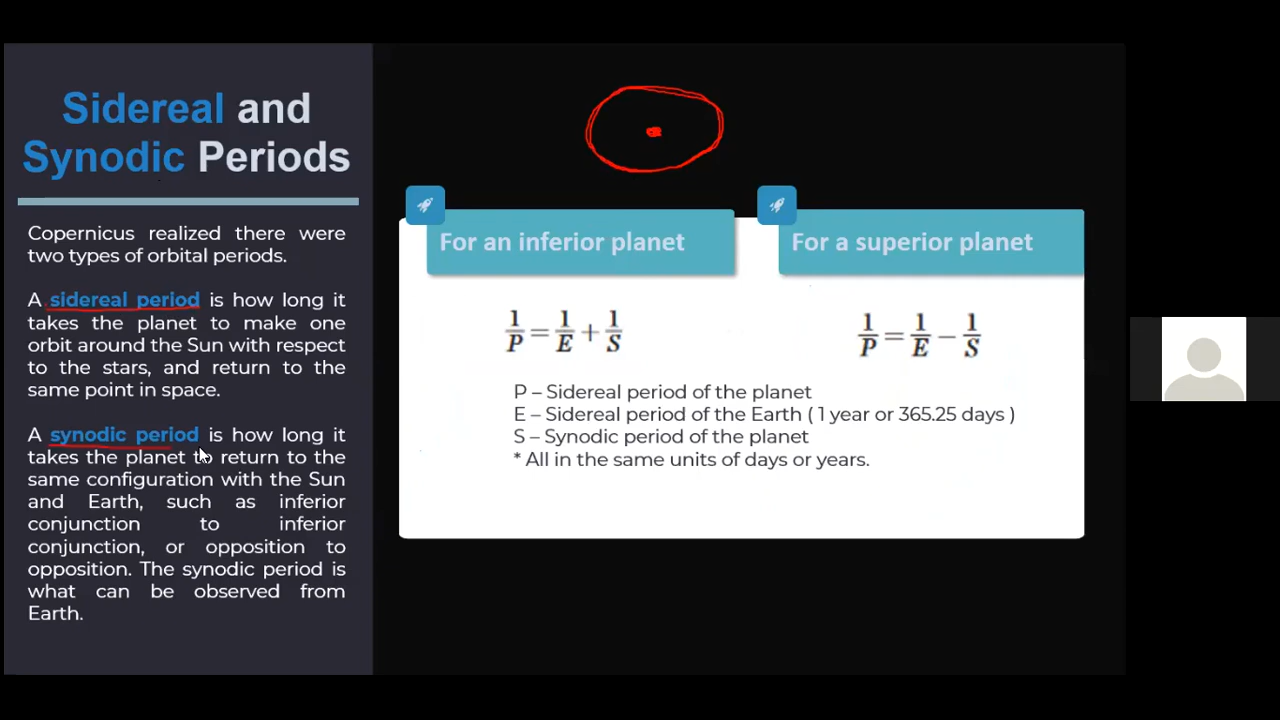 Sidereal and
Synodic Periods
Copernicus realized there were
two types of orbital periods.
A sidereal period is how long it
takes the planet to make one
orbit around the Sun with respect
to the stars, and return to the
same point in space.
A synodic period is how long it
takes the planet to return to the
same configuration with the Sun
and Earth, such as inferior
conjunction to inferior
conjunction, or opposition to
opposition. The synodic period is
what can be observed from
Earth.
For an inferior planet
1/P = 1/E + 1/S
For a superior planet
1/P = 1/E − 1/S
P – Sidereal period of the planet
E – Sidereal period of the Earth ( 1 year or 365.25 days )
S – Synodic period of the planet
* All in the same units of days or years.